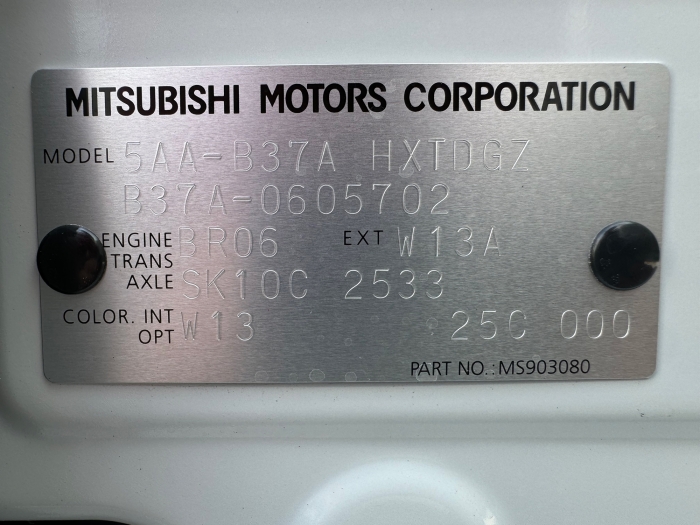 MITSUBISHI MOTORS CORPORATION
MODEL 5AA-B37A HXTDGZ
B37A-0605702
ENGINE BR06 EXT W13A
TRANS
AXLE SK10C 2533
COLOR. INT W13 25C 000
OPT
PART NO.: MS903080